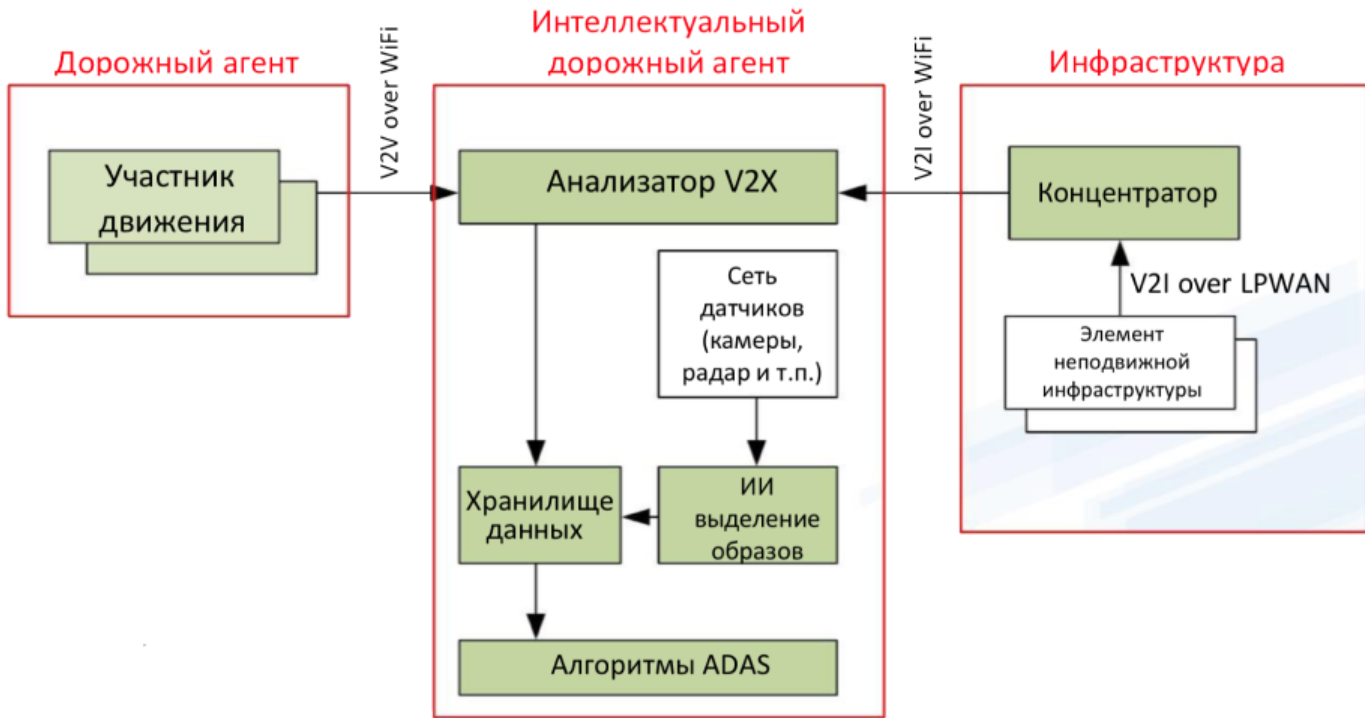 Дорожный агент
Участник
движения
V2V over WiFi
Интеллектуальный
дорожный агент
Анализатор V2X
Сеть
датчиков
(камеры,
радар и т.п.)
Хранилище
данных
ИИ
выделение
образов
Алгоритмы ADAS
V2I over WiFi
Инфраструктура
Концентратор
V2I over LPWAN
Элемент
неподвижной
инфраструктуры